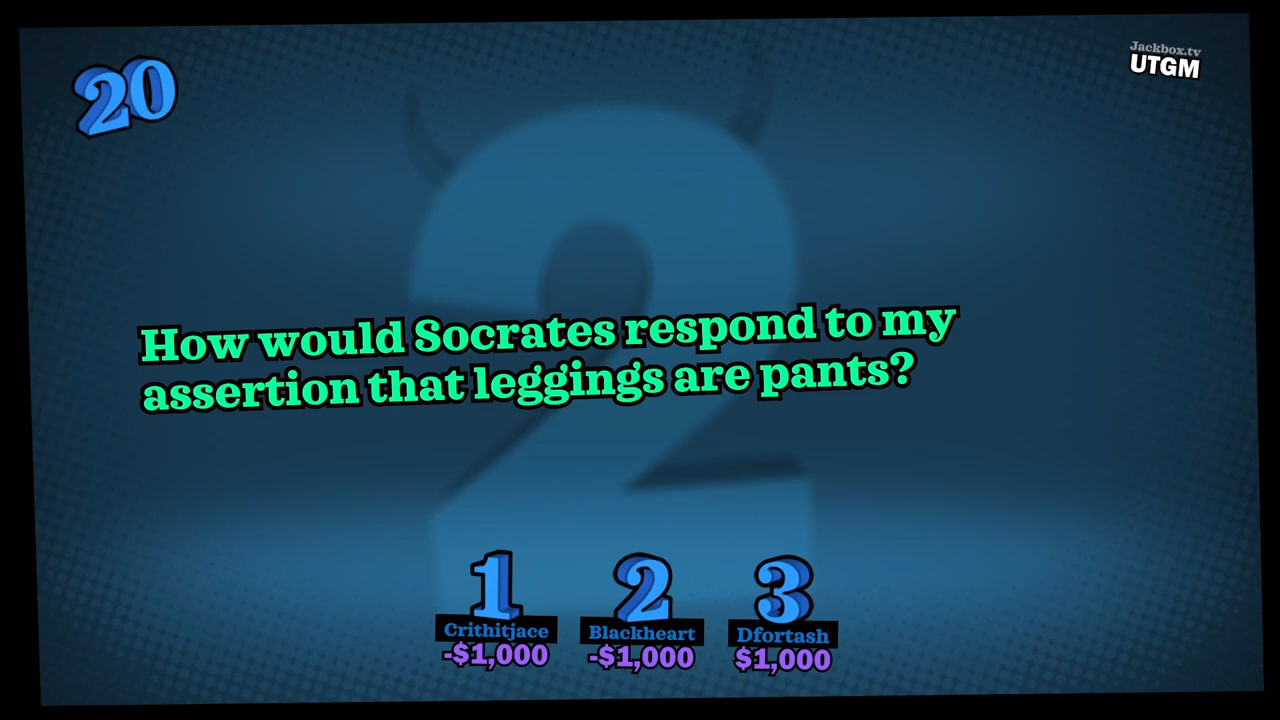 20
Jackbox.tv
UTGM
How would Socrates respond to my
assertion that leggings are pants?
1 2 3
Crithitjace Blackheart Dfortash
-$1,000 -$1,000 $1,000